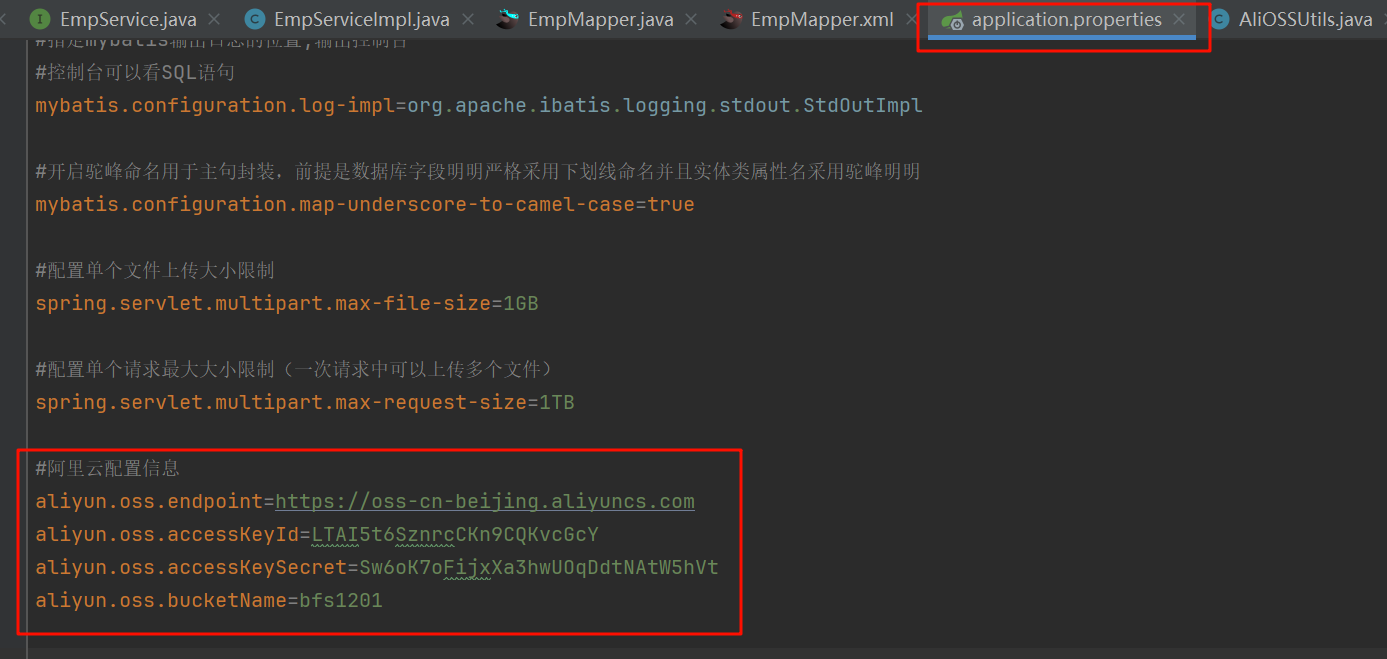 EmpService.java EmpServiceImpl.java EmpMapper.java EmpMapper.xml application.properties AliOSSUtils.java
#指定mybatis输出日志的位置,输出控制台
#控制台可以看SQL语句
mybatis.configuration.log-impl=org.apache.ibatis.logging.stdout.StdOutImpl
#开启驼峰命名用于主句封装，前提是数据库字段明明严格采用下划线命名并且实体类属性名采用驼峰明明
mybatis.configuration.map-underscore-to-camel-case=true
#配置单个文件上传大小限制
spring.servlet.multipart.max-file-size=1GB
#配置单个请求最大大小限制（一次请求中可以上传多个文件）
spring.servlet.multipart.max-request-size=1TB
#阿里云配置信息
aliyun.oss.endpoint=https://oss-cn-beijing.aliyuncs.com
aliyun.oss.accessKeyId=LTAI5t6SznrcCKn9CQKvcGcY
aliyun.oss.accessKeySecret=Sw6oK7oFijxXa3hwUOqDdtNAtW5hVt
aliyun.oss.bucketName=bfs1201